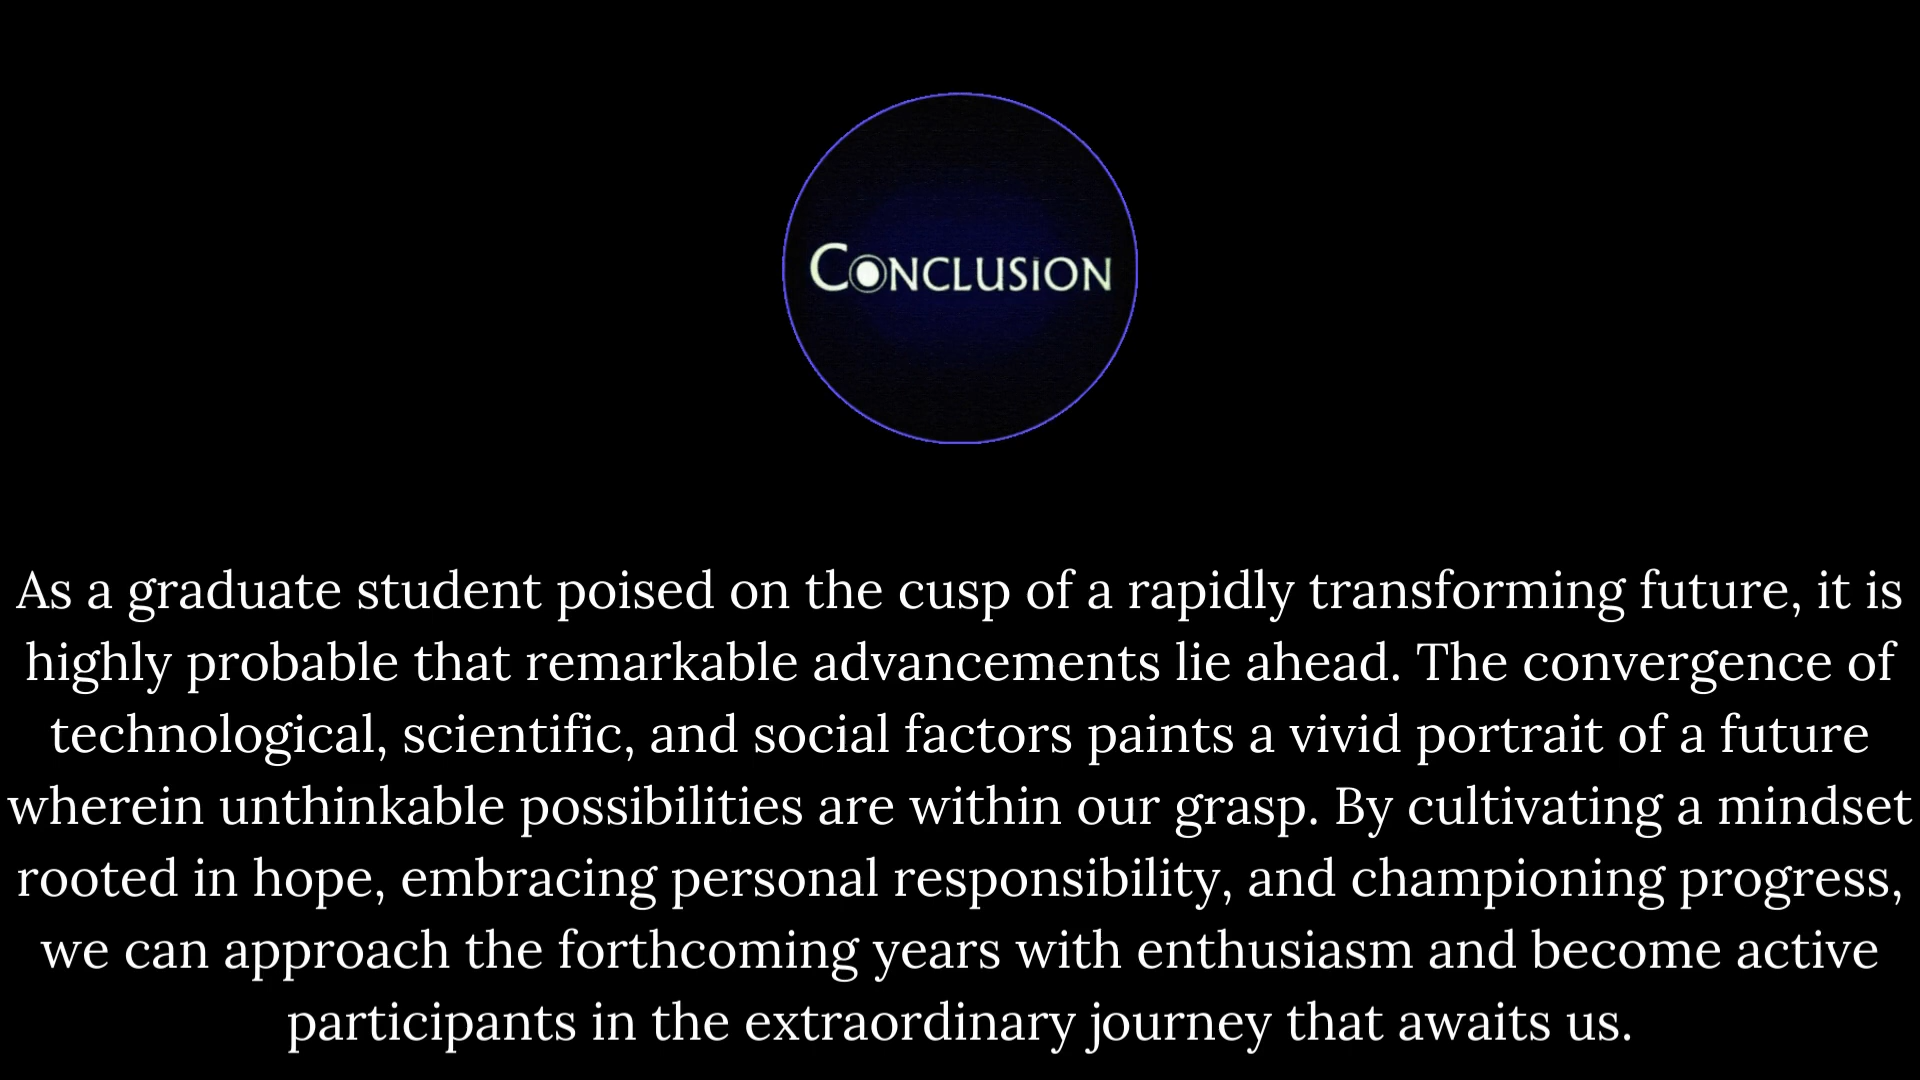 CONCLUSION
As a graduate student poised on the cusp of a rapidly transforming future, it is
highly probable that remarkable advancements lie ahead. The convergence of
technological, scientific, and social factors paints a vivid portrait of a future
wherein unthinkable possibilities are within our grasp. By cultivating a mindset
rooted in hope, embracing personal responsibility, and championing progress,
we can approach the forthcoming years with enthusiasm and become active
participants in the extraordinary journey that awaits us.